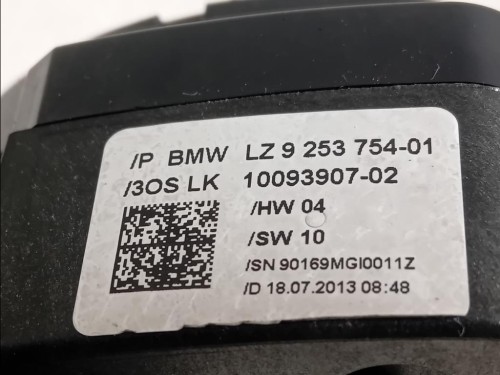 /P BMW LZ 9 253 754-01
/3OS LK 10093907-02
/HW 04
/SW 10
/SN 90169MGI0011Z
/D 18.07.2013 08:48